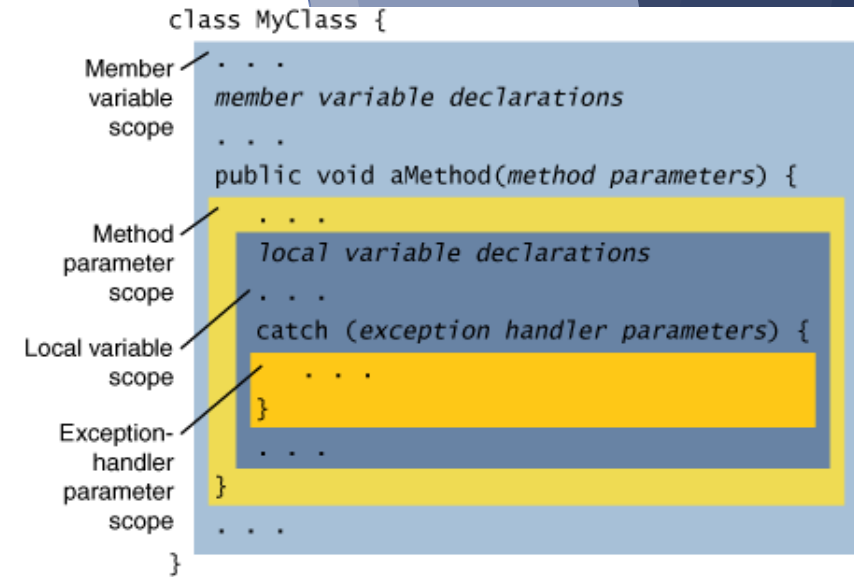 class MyClass {
Member
variable
scope
. . .
member variable declarations
. . .
public void aMethod(method parameters) {
Method
parameter
scope
. . .
local variable declarations
. . .
Local variable
scope
catch (exception handler parameters) {
. . .
}
Exception-
handler
parameter
scope
. . .
}
. . .
}